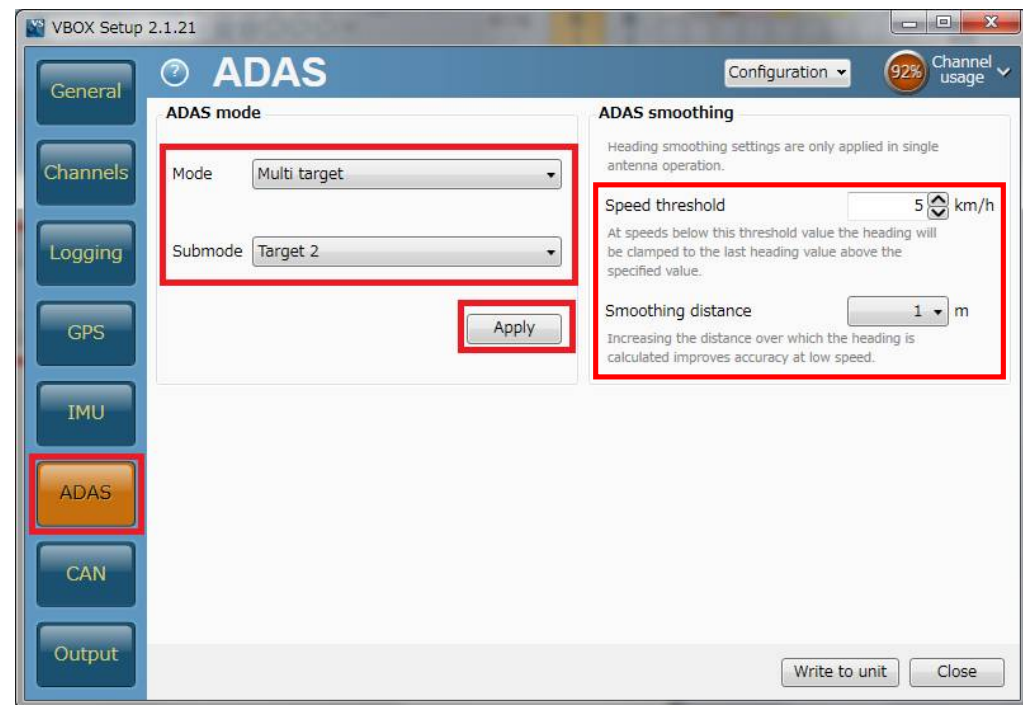 VBOX Setup 2.1.21
General
Channels
Logging
GPS
IMU
ADAS
CAN
Output
? ADAS
Configuration
92% Channel
usage
ADAS mode
Mode Multi target
Submode Target 2
Apply
ADAS smoothing
Heading smoothing settings are only applied in single
antenna operation.
Speed threshold 5 km/h
At speeds below this threshold value the heading will
be clamped to the last heading value above the
specified value.
Smoothing distance 1 m
Increasing the distance over which the heading is
calculated improves accuracy at low speed.
Write to unit Close